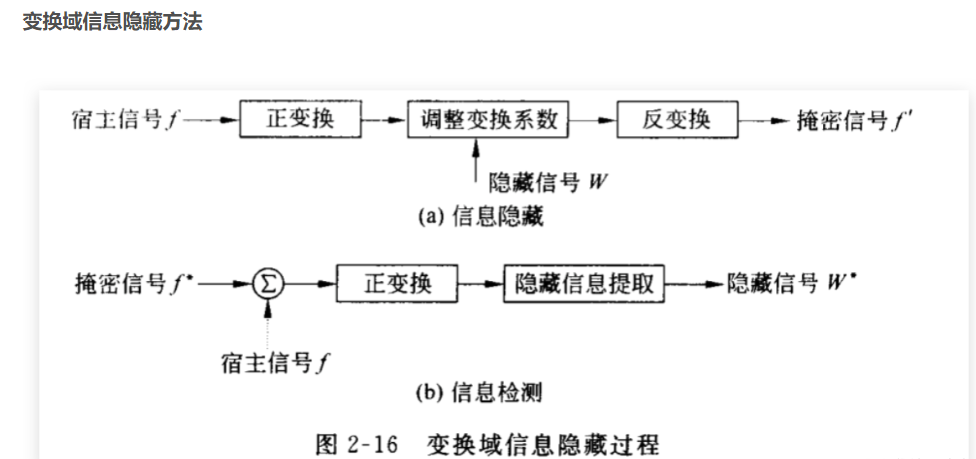 变换域信息隐藏方法
宿主信号 f 正变换 调整变换系数 反变换 掩密信号 f′
隐藏信号 W
(a) 信息隐藏
掩密信号 f* Σ 正变换 隐藏信息提取 隐藏信号 W*
宿主信号 f
(b) 信息检测
图 2-16 变换域信息隐藏过程